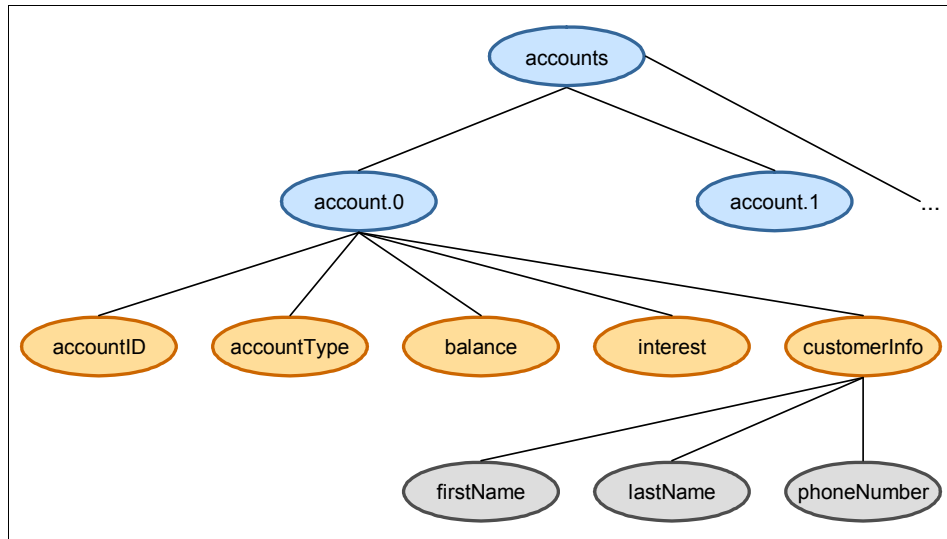 accounts
account.0
account.1
...
accountID
accountType
balance
interest
customerInfo
firstName
lastName
phoneNumber